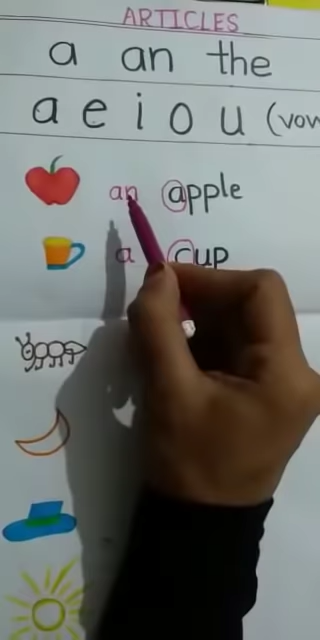 ARTICLES
a an the
a e i o u (vow
an apple
a cup